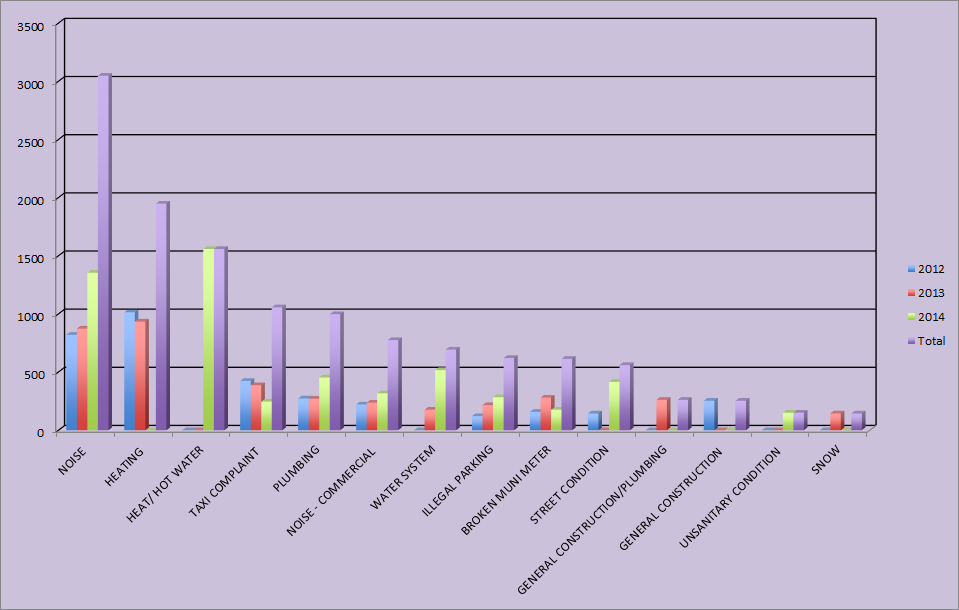 3500
3000
2500
2000
1500
1000
500
0
NOISE
HEATING
HEAT/ HOT WATER
TAXI COMPLAINT
PLUMBING
NOISE - COMMERCIAL
WATER SYSTEM
ILLEGAL PARKING
BROKEN MUNI METER
STREET CONDITION
GENERAL CONSTRUCTION/PLUMBING
GENERAL CONSTRUCTION
UNSANITARY CONDITION
SNOW
2012
2013
2014
Total